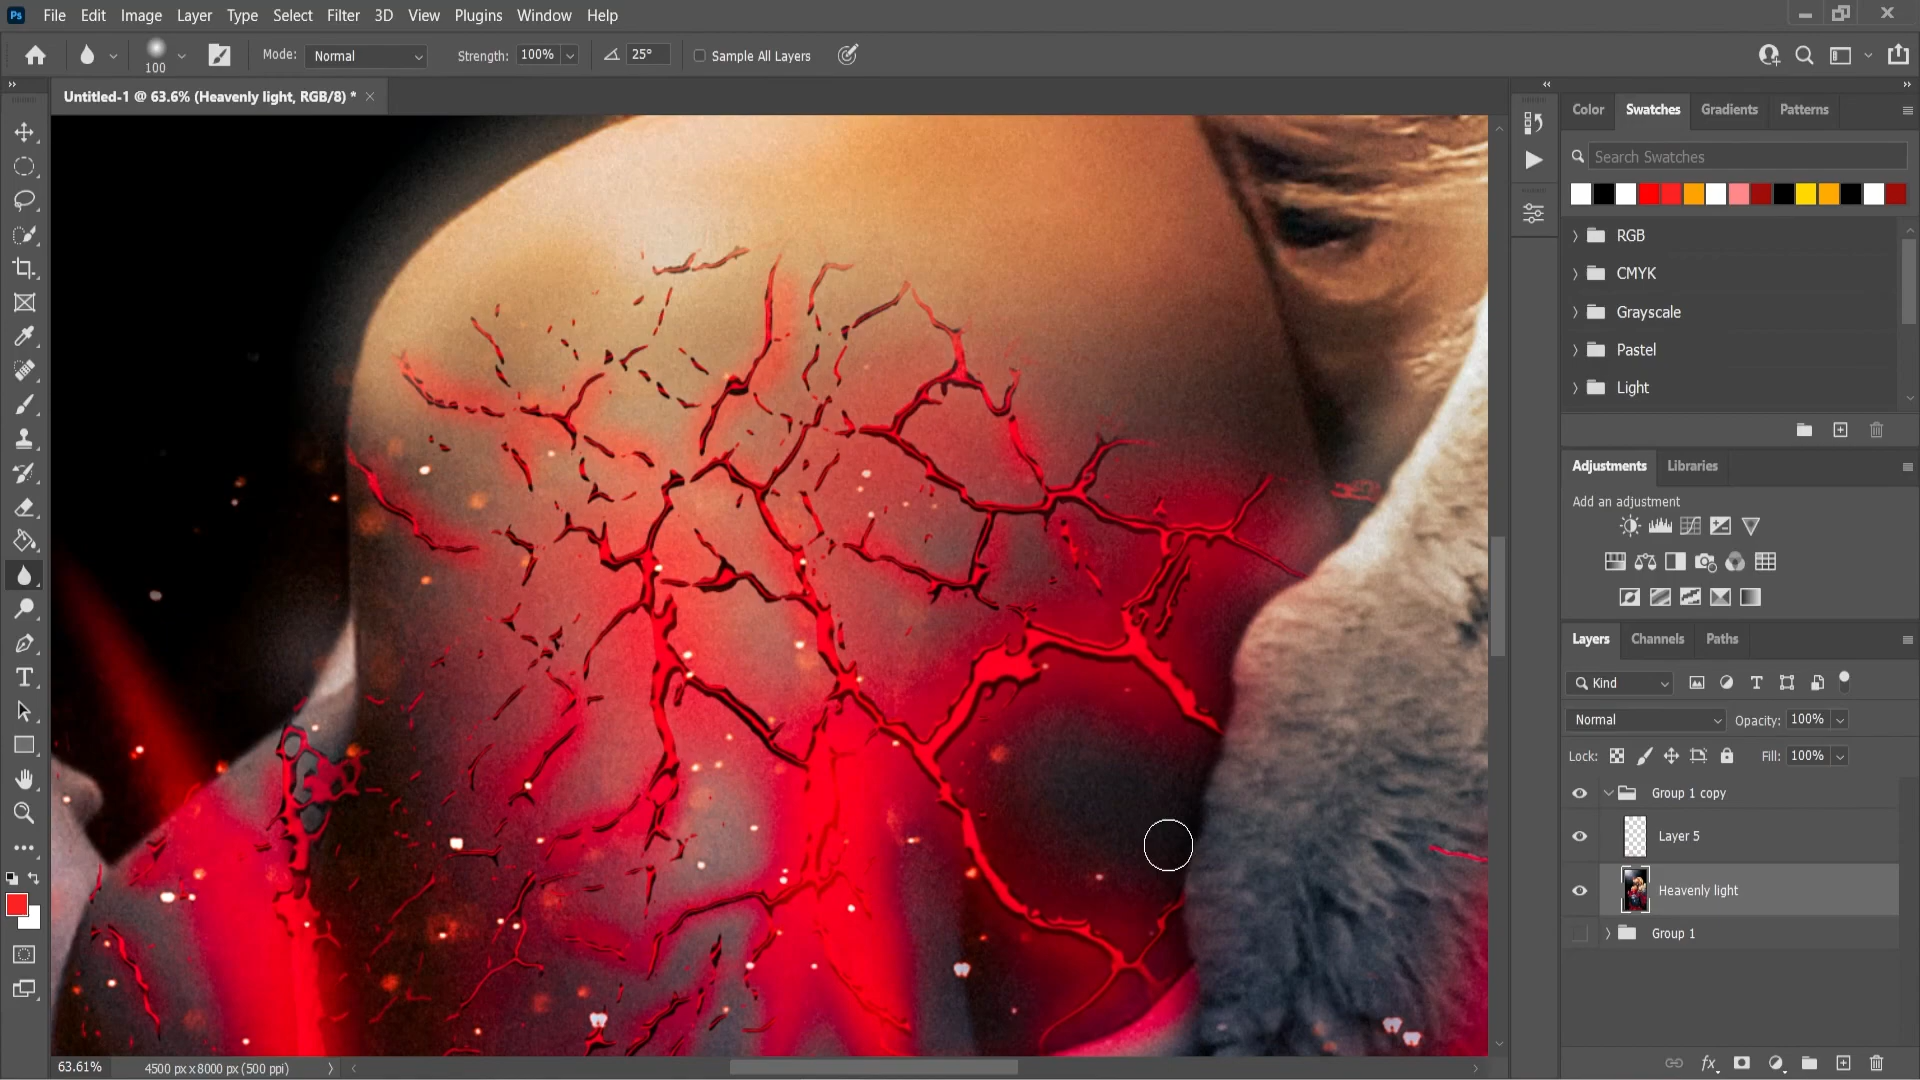 Ps File Edit Image Layer Type Select Filter 3D View Plugins Window Help
100 Mode: Normal Strength: 100% 25° Sample All Layers
Untitled-1 @ 63.6% (Heavenly light, RGB/8) *
Color Swatches Gradients Patterns
Search Swatches
RGB
CMYK
Grayscale
Pastel
Light
Adjustments Libraries
Add an adjustment
Layers Channels Paths
Kind
Normal Opacity: 100%
Lock: Fill: 100%
Group 1 copy
Layer 5
Heavenly light
Group 1
63.61% 4500 px x 8000 px (500 ppi)
fx